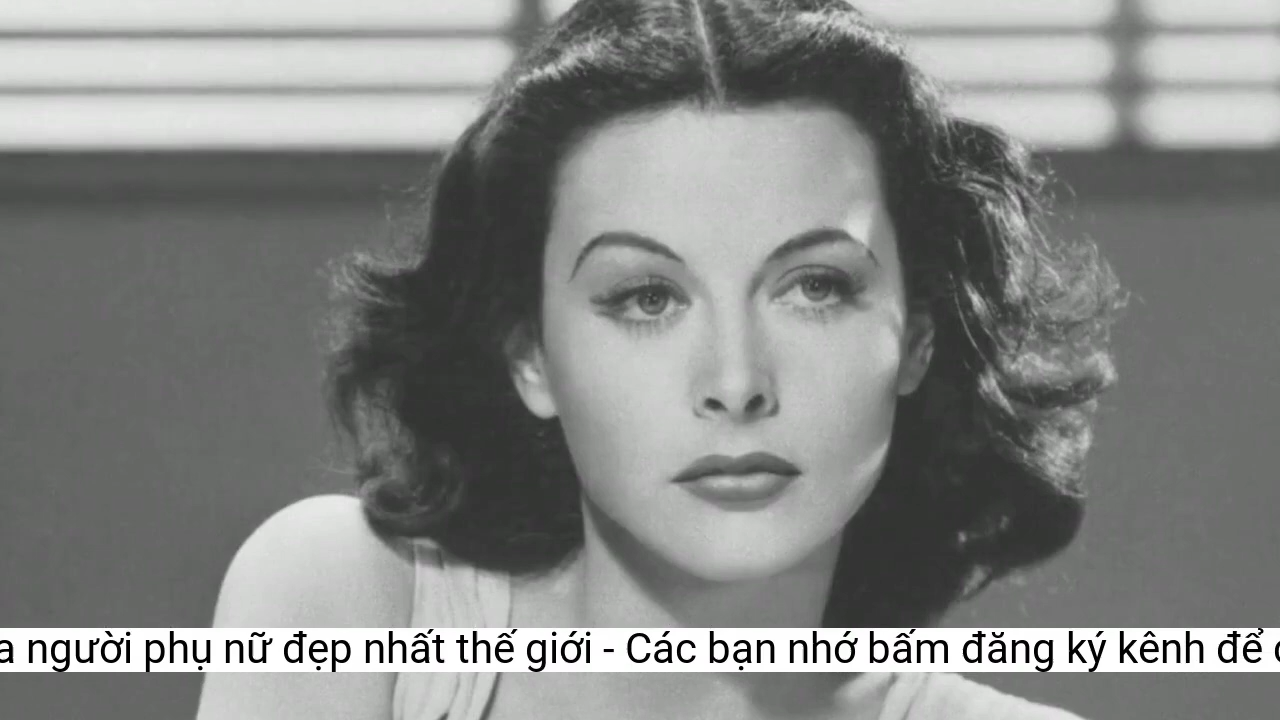 người phụ nữ đẹp nhất thế giới - Các bạn nhớ bấm đăng ký kênh để